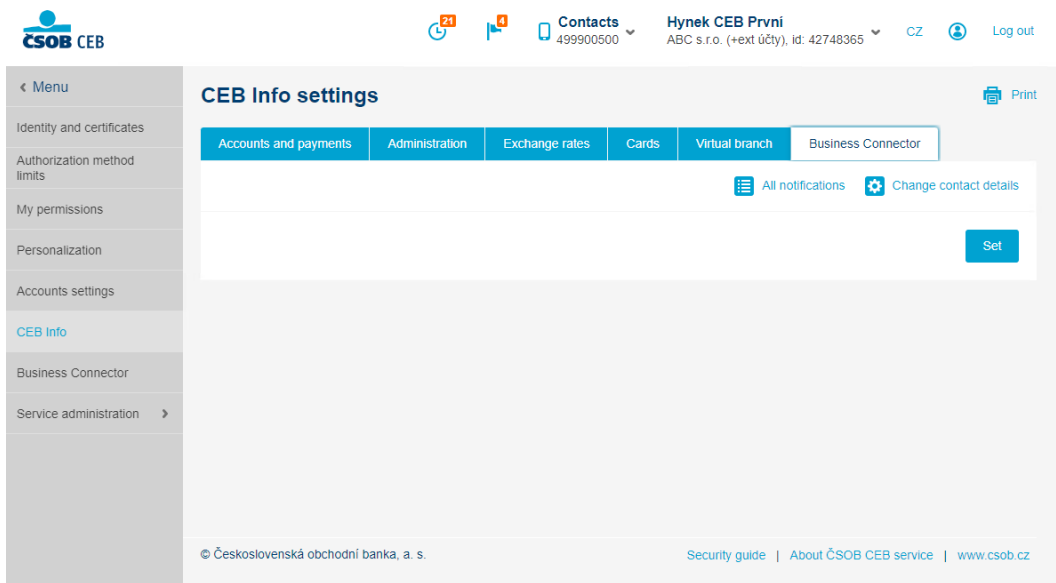 ČSOB CEB
21
4
Contacts
499900500
Hynek CEB Prvni
ABC s.r.o. (+ext účty), id: 42748365
CZ
Log out
Menu
Identity and certificates
Authorization method
limits
My permissions
Personalization
Accounts settings
CEB Info
Business Connector
Service administration
CEB Info settings
Print
Accounts and payments
Administration
Exchange rates
Cards
Virtual branch
Business Connector
All notifications
Change contact details
Set
© Československá obchodní banka, a. s.
Security guide | About ČSOB CEB service | www.csob.cz